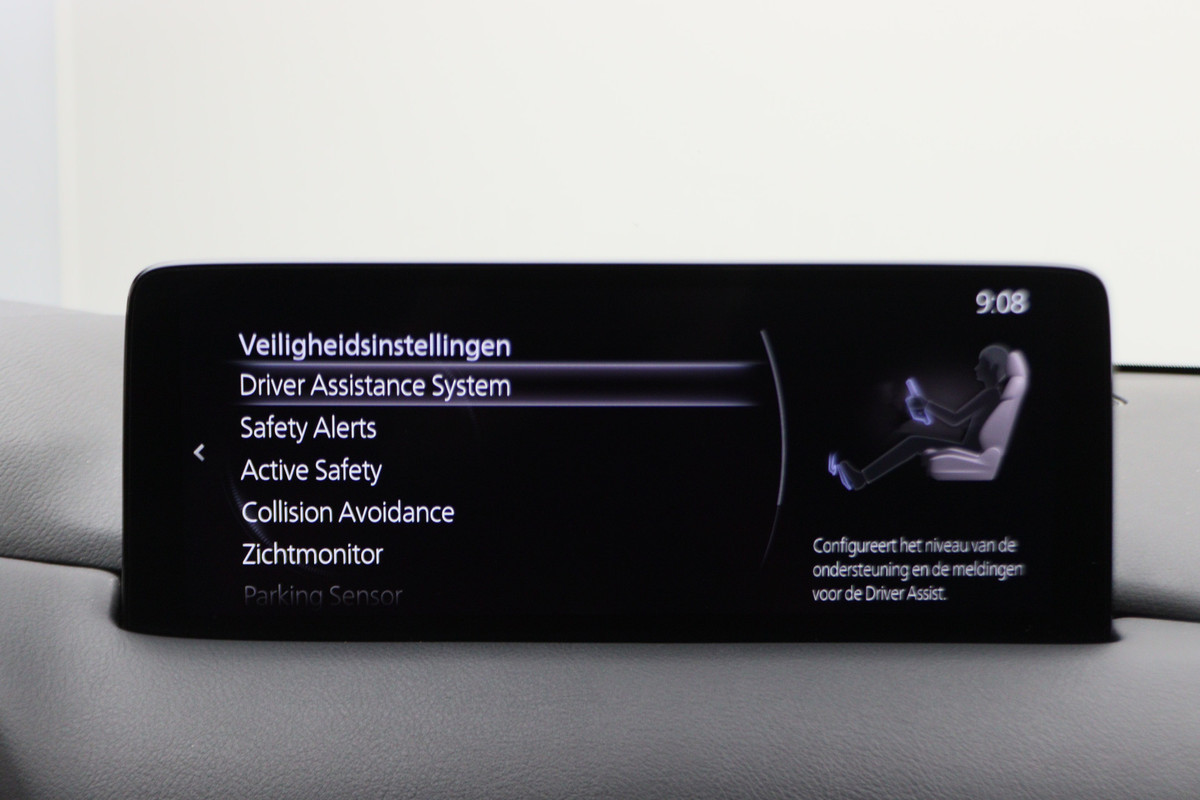 9:08
Veiligheidsinstellingen
Driver Assistance System
Safety Alerts
Active Safety
Collision Avoidance
Zichtmonitor
Parking Sensor
Configureert het niveau van de
ondersteuning en de meldingen
voor de Driver Assist.